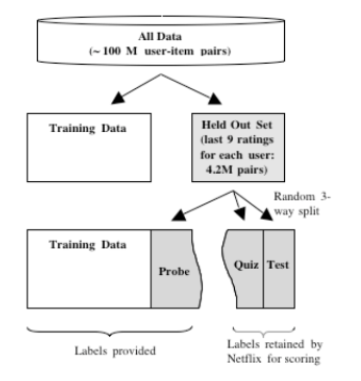 All Data
(~ 100 M user-item pairs)
Training Data
Held Out Set
(last 9 ratings
for each user:
4.2M pairs)
Random 3-
way split
Training Data
Probe
Quiz
Test
Labels provided
Labels retained by
Netflix for scoring